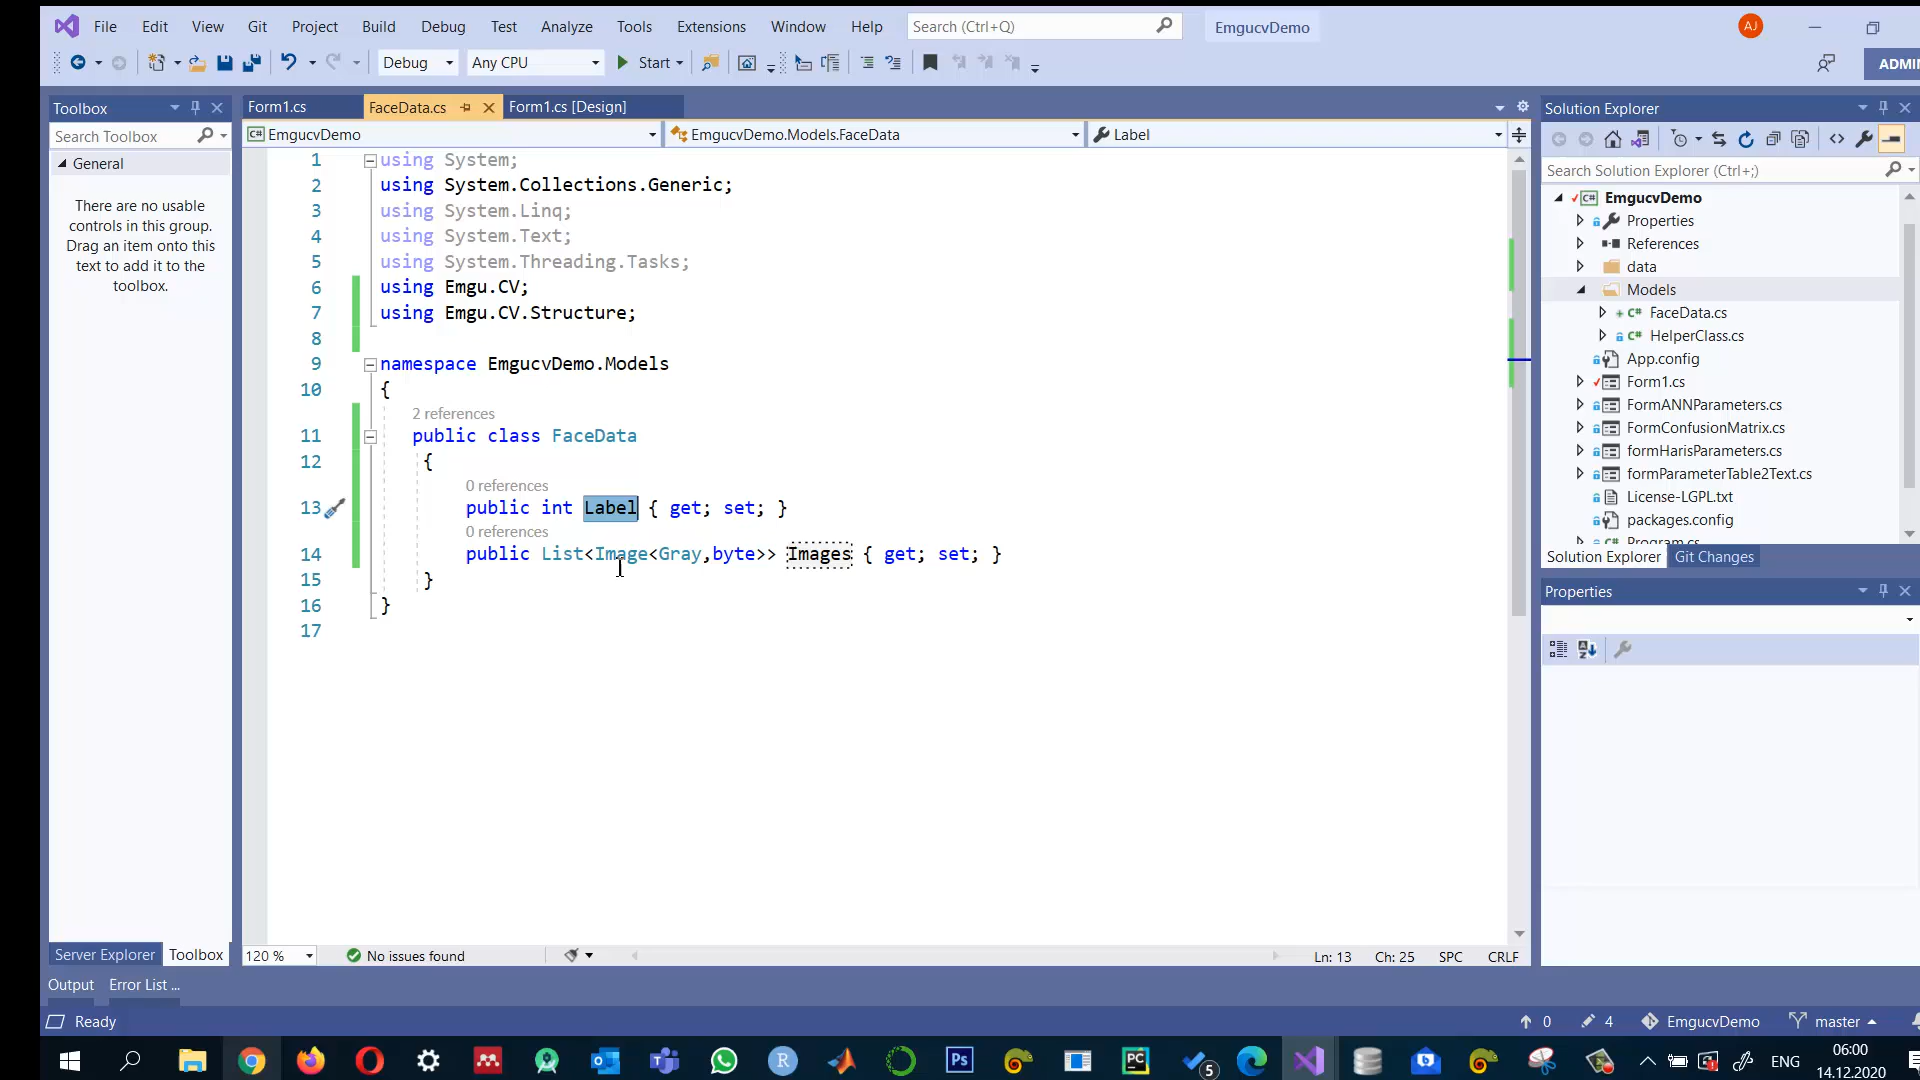 File Edit View Git Project Build Debug Test Analyze Tools Extensions Window Help Search (Ctrl+Q) EmgucvDemo AJ
Debug Any CPU Start ADMIN
Toolbox
Search Toolbox
General
There are no usable
controls in this group.
Drag an item onto this
text to add it to the
toolbox.
Server Explorer Toolbox
Form1.cs FaceData.cs Form1.cs [Design]
EmgucvDemo EmgucvDemo.Models.FaceData Label
1 using System;
2 using System.Collections.Generic;
3 using System.Linq;
4 using System.Text;
5 using System.Threading.Tasks;
6 using Emgu.CV;
7 using Emgu.CV.Structure;
8
9 namespace EmgucvDemo.Models
10 {
2 references
11 public class FaceData
12 {
0 references
13 public int Label { get; set; }
0 references
14 public List<Image<Gray,byte>> Images { get; set; }
15 }
16 }
17
120 % No issues found Ln: 13 Ch: 25 SPC CRLF
Solution Explorer
Search Solution Explorer (Ctrl+;)
EmgucvDemo
Properties
References
data
Models
FaceData.cs
HelperClass.cs
App.config
Form1.cs
FormANNParameters.cs
FormConfusionMatrix.cs
formHarisParameters.cs
formParameterTable2Text.cs
License-LGPL.txt
packages.config
Program.cs
Solution Explorer Git Changes
Properties
Output Error List ...
Ready 0 4 EmgucvDemo master
5 ENG 06:00
14.12.2020